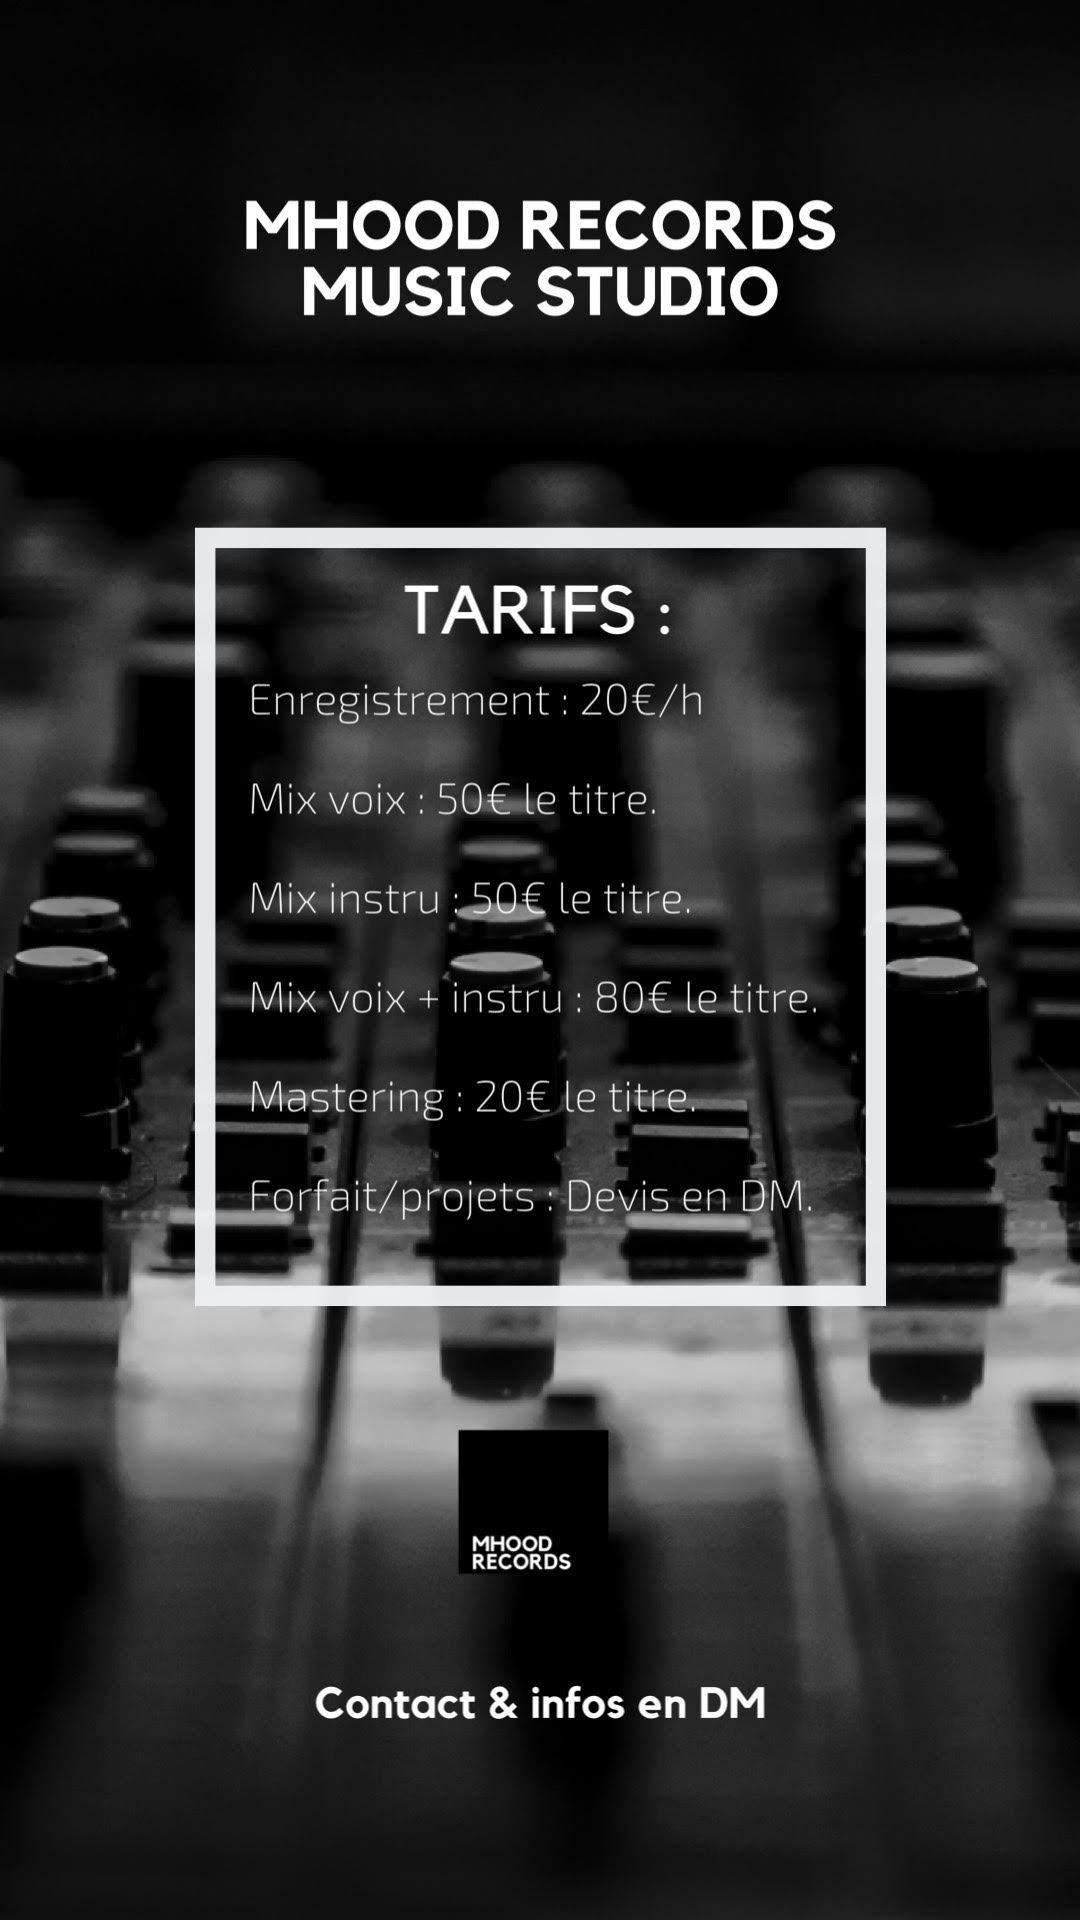 MHOOD RECORDS
MUSIC STUDIO
TARIFS :
Enregistrement : 20€/h
Mix voix : 50€ le titre.
Mix instru : 50€ le titre.
Mix voix + instru : 80€ le titre.
Mastering : 20€ le titre.
Forfait/projets : Devis en DM.
MHOOD
RECORDS
Contact & infos en DM